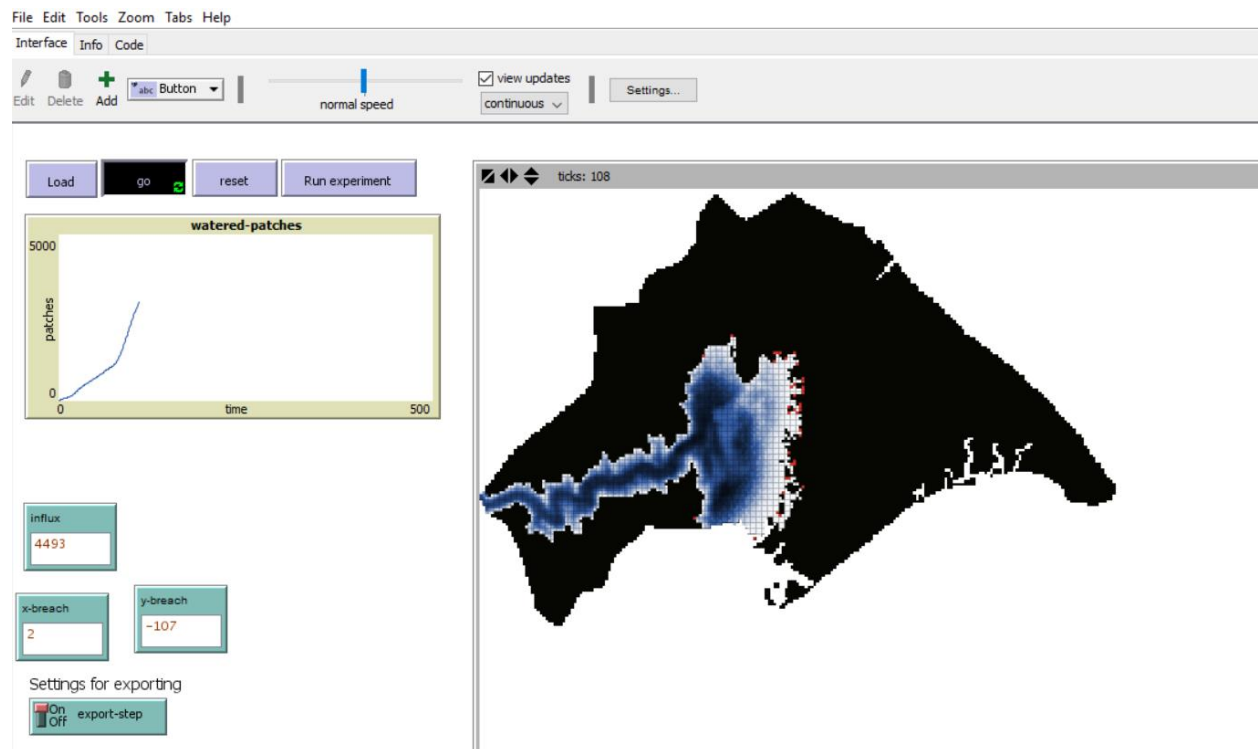 File Edit Tools Zoom Tabs Help
Interface Info Code
Edit Delete Add abc Button normal speed view updates continuous Settings...
Load go reset Run experiment
ticks: 108
watered-patches
5000
patches
0
0 time 500
influx
4493
x-breach
2
y-breach
-107
Settings for exporting
On
Off
export-step